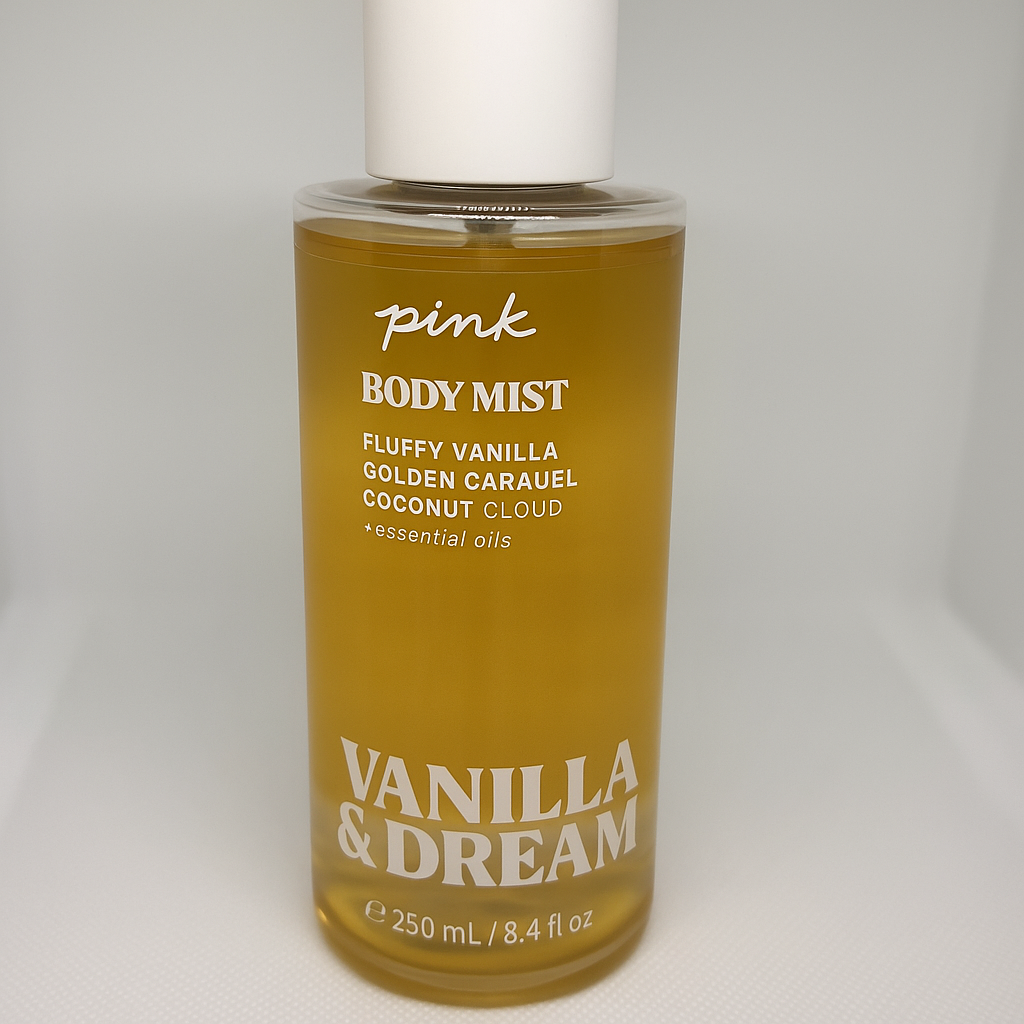 pink
BODY MIST
FLUFFY VANILLA
GOLDEN CARAUEL
COCONUT CLOUD
+essential oils
VANILLA
& DREAM
℮ 250 mL / 8.4 fl oz